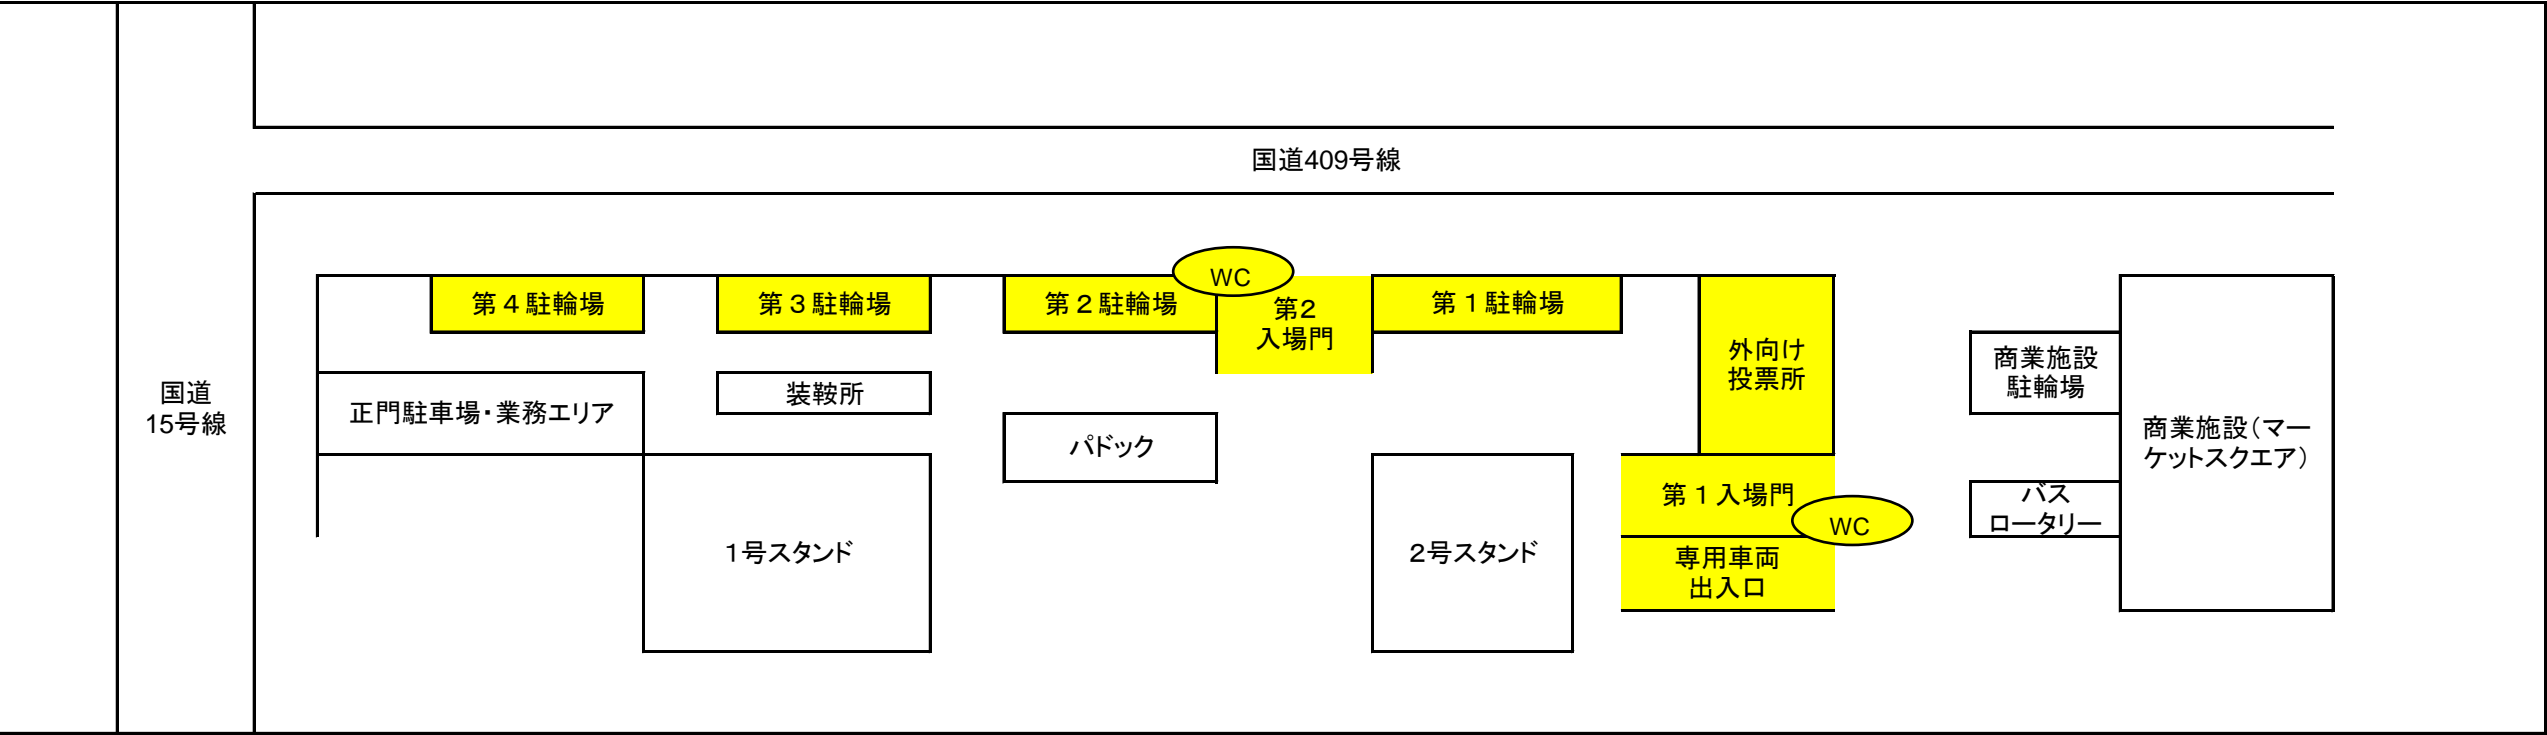 国道409号線
WC
第４駐輪場
第３駐輪場
第２駐輪場
第2
入場門
第１駐輪場
外向け
投票所
商業施設
駐輪場
国道
15号線
正門駐車場・業務エリア
装鞍所
パドック
商業施設（マー
ケットスクエア）
第１入場門
WC
バス
ロータリー
1号スタンド
2号スタンド
専用車両
出入口